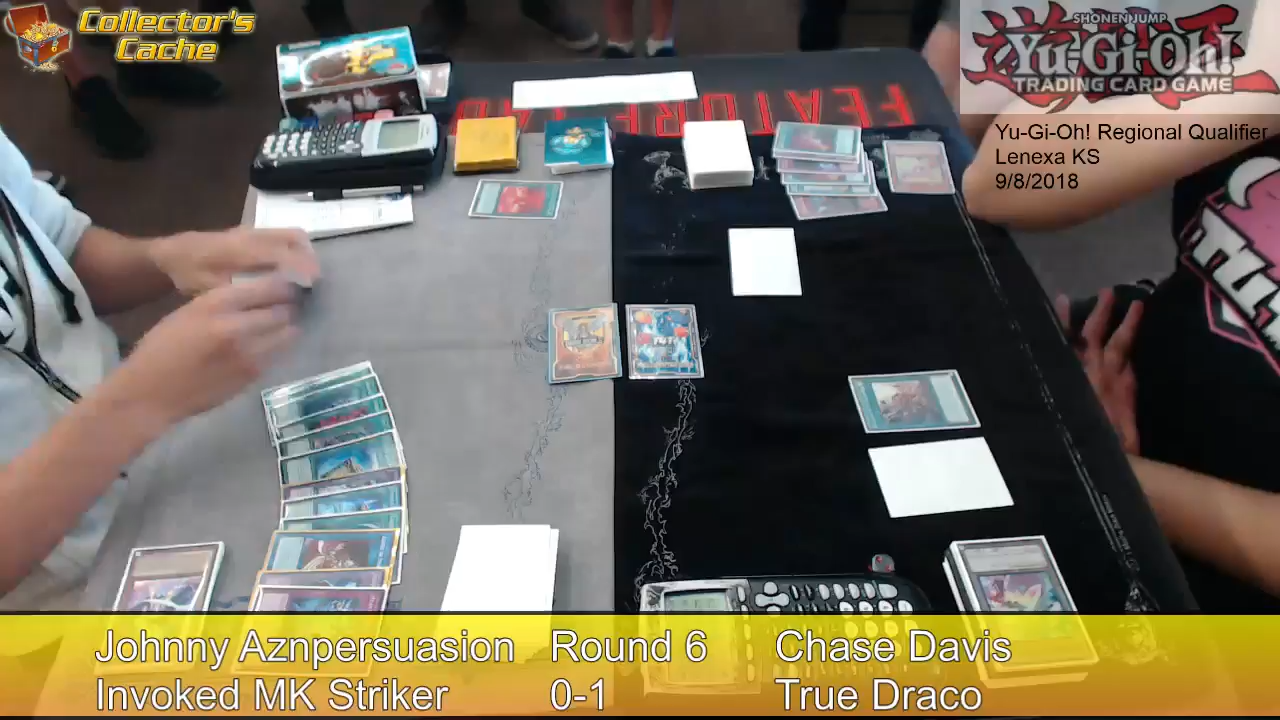 Collector's
Cache
SHONEN JUMP
Yu-Gi-Oh!
TRADING CARD GAME
Yu-Gi-Oh! Regional Qualifier
Lenexa KS
9/8/2018
FEATURE
Johnny Aznpersuasion
Round 6
Chase Davis
Invoked MK Striker
0-1
True Draco